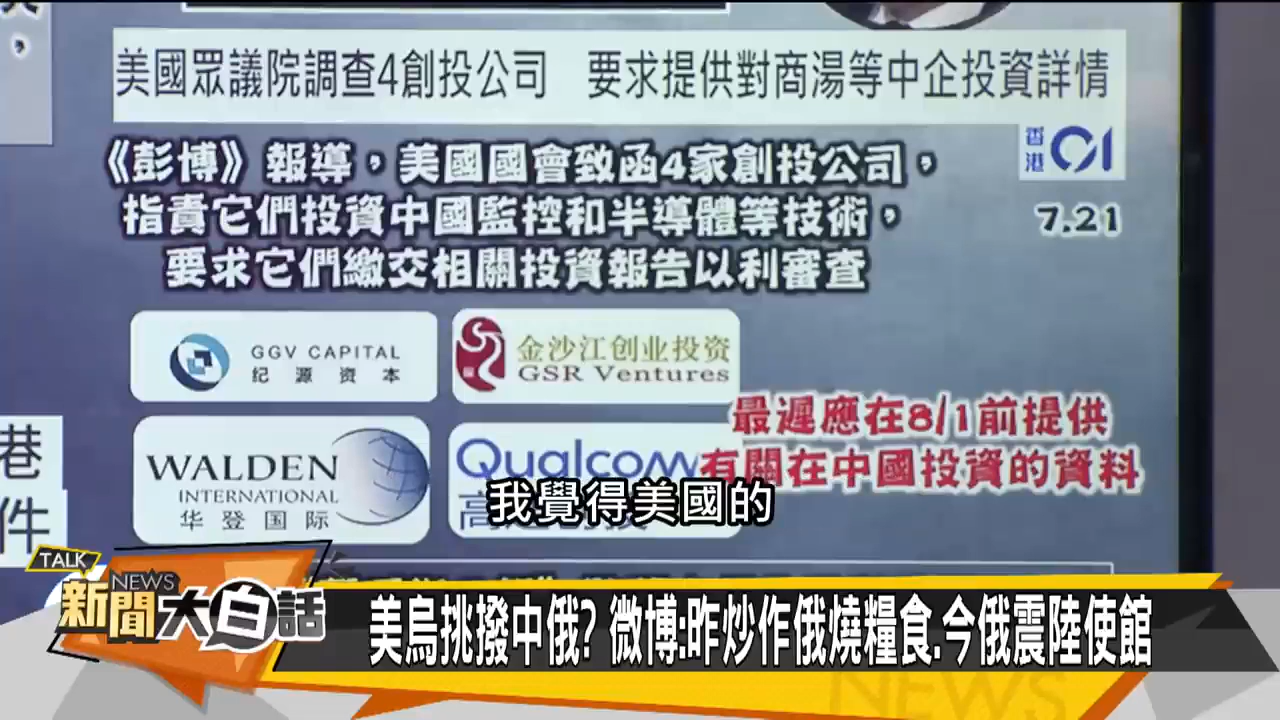 ，
美國眾議院調查4創投公司 要求提供對商湯等中企投資詳情
香港01
《彭博》報導，美國國會致函4家創投公司，
7.21
指責它們投資中國監控和半導體等技術，
要求它們繳交相關投資報告以利審查
GGV CAPITAL
纪源资本
金沙江创业投资
GSR Ventures
最遲應在8/1前提供
有關在中國投資的資料
港
件
WALDEN
INTERNATIONAL
华登国际
Qualcomm
高
我覺得美國的
TALK
NEWS
新聞大白話
美烏挑撥中俄? 微博:昨炒作俄燒糧食.今俄震陸使館
NEWS